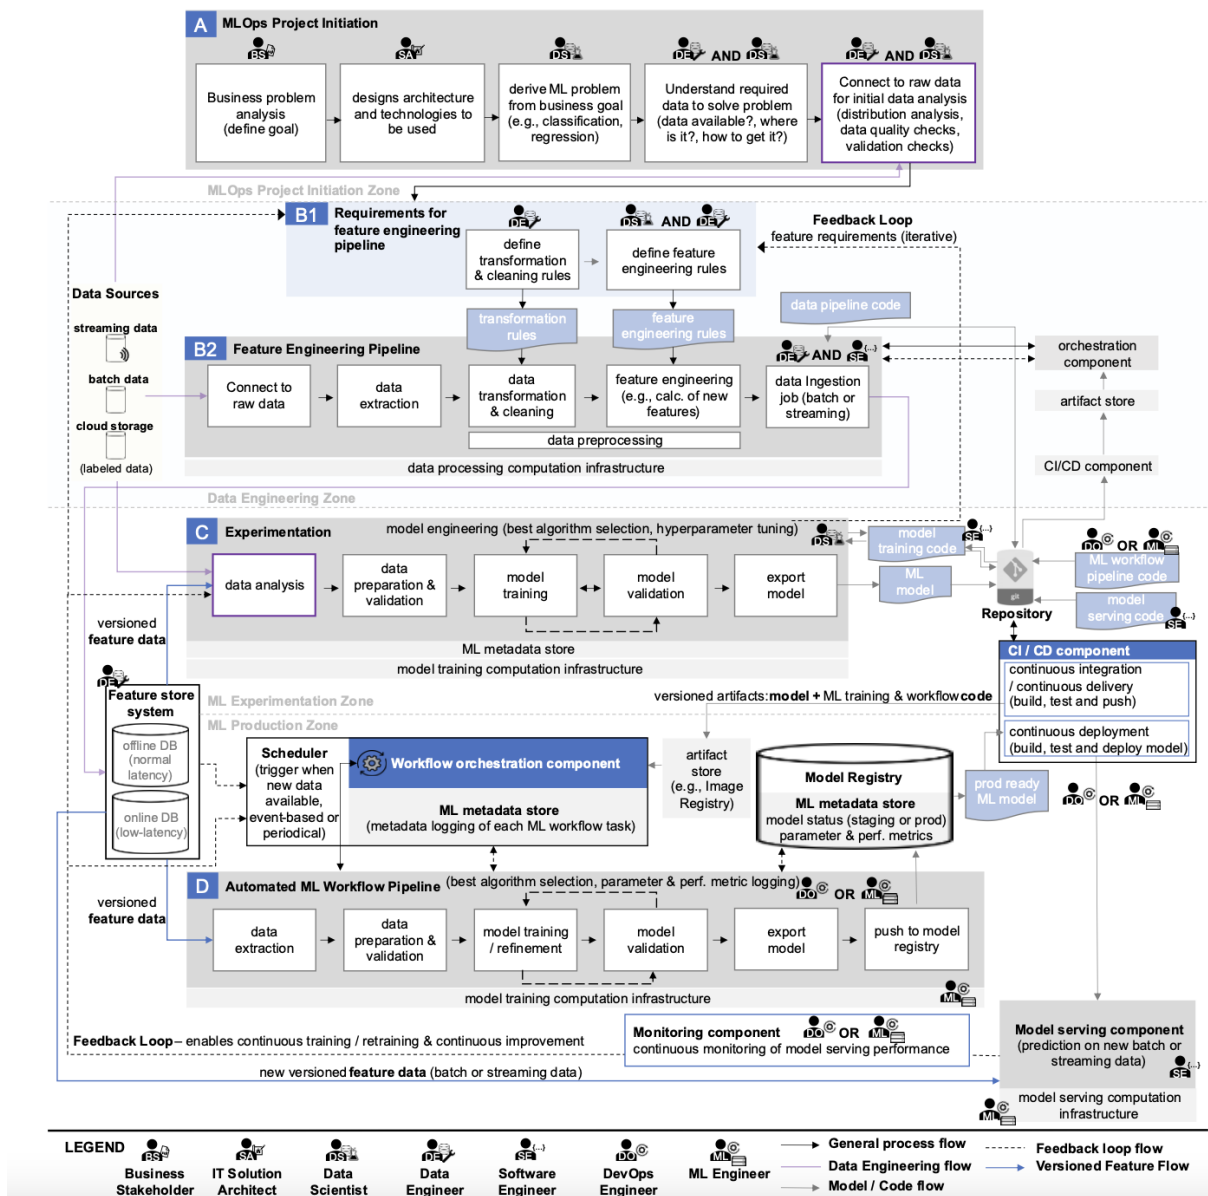 A MLOps Project Initiation
BS
SA
DS
DE AND DS
DE AND DS
Business problem
analysis
(define goal)
designs architecture
and technologies to
be used
derive ML problem
from business goal
(e.g., classification,
regression)
Understand required
data to solve problem
(data available?, where
is it?, how to get it?)
Connect to raw data
for initial data analysis
(distribution analysis,
data quality checks,
validation checks)
MLOps Project Initiation Zone
B1 Requirements for
feature engineering
pipeline
DE
DS AND DE
define
transformation
& cleaning rules
define feature
engineering rules
Feedback Loop
feature requirements (iterative)
Data Sources
streaming data
batch data
cloud storage
(labeled data)
transformation
rules
feature
engineering rules
data pipeline code
B2 Feature Engineering Pipeline
DE AND SE {...}
Connect to
raw data
data
extraction
data
transformation
& cleaning
feature engineering
(e.g., calc. of new
features)
data Ingestion
job (batch or
streaming)
data preprocessing
data processing computation infrastructure
orchestration
component
artifact store
CI/CD component
Data Engineering Zone
C Experimentation
model engineering (best algorithm selection, hyperparameter tuning)
DS
data analysis
data
preparation &
validation
model
training
model
validation
export
model
ML metadata store
model training computation infrastructure
model
training code
SE {...}
ML
model
git
Repository
DO OR ML
ML workflow
pipeline code
model
serving code
SE {...}
versioned
feature data
CI / CD component
continuous integration
/ continuous delivery
(build, test and push)
continuous deployment
(build, test and deploy model)
DE
Feature store
system
offline DB
(normal
latency)
online DB
(low-latency)
ML Experimentation Zone
ML Production Zone
versioned artifacts: model + ML training & workflow code
Scheduler
(trigger when
new data
available,
event-based or
periodical)
Workflow orchestration component
ML metadata store
(metadata logging of each ML workflow task)
artifact
store
(e.g., Image
Registry)
Model Registry
ML metadata store
model status (staging or prod)
parameter & perf. metrics
prod ready
ML model
DO OR ML
D Automated ML Workflow Pipeline
(best algorithm selection, parameter & perf. metric logging)
DO OR ML
versioned
feature data
data
extraction
data
preparation &
validation
model training
/ refinement
model
validation
export
model
push to model
registry
model training computation infrastructure
ML
Feedback Loop – enables continuous training / retraining & continuous improvement
Monitoring component DO OR ML
continuous monitoring of model serving performance
new versioned feature data (batch or streaming data)
Model serving component
(prediction on new batch or
streaming data)
SE {...}
ML
model serving computation
infrastructure
LEGEND
BS
Business
Stakeholder
SA
IT Solution
Architect
DS
Data
Scientist
DE
Data
Engineer
SE {...}
Software
Engineer
DO
DevOps
Engineer
ML
ML Engineer
General process flow
Data Engineering flow
Model / Code flow
Feedback loop flow
Versioned Feature Flow